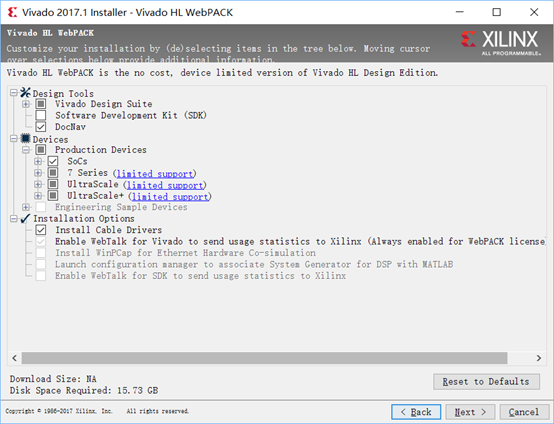 Vivado 2017.1 Installer - Vivado HL WebPACK
Vivado HL WebPACK
Customize your installation by (de)selecting items in the tree below. Moving cursor
over selections below provide additional information.
XILINX
ALL PROGRAMMABLE.
Vivado HL WebPACK is the no cost, device limited version of Vivado HL Design Edition.
Design Tools
Vivado Design Suite
Software Development Kit (SDK)
DocNav
Devices
Production Devices
SoCs
7 Series (limited support)
UltraScale (limited support)
UltraScale+ (limited support)
Engineering Sample Devices
Installation Options
Install Cable Drivers
Enable WebTalk for Vivado to send usage statistics to Xilinx (Always enabled for WebPACK license
Install WinPCap for Ethernet Hardware Co-simulation
Launch configuration manager to associate System Generator for DSP with MATLAB
Enable WebTalk for SDK to send usage statistics to Xilinx
Download Size: NA
Disk Space Required: 15.73 GB
Reset to Defaults
Copyright © 1986-2017 Xilinx, Inc. All rights reserved.
< Back
Next >
Cancel